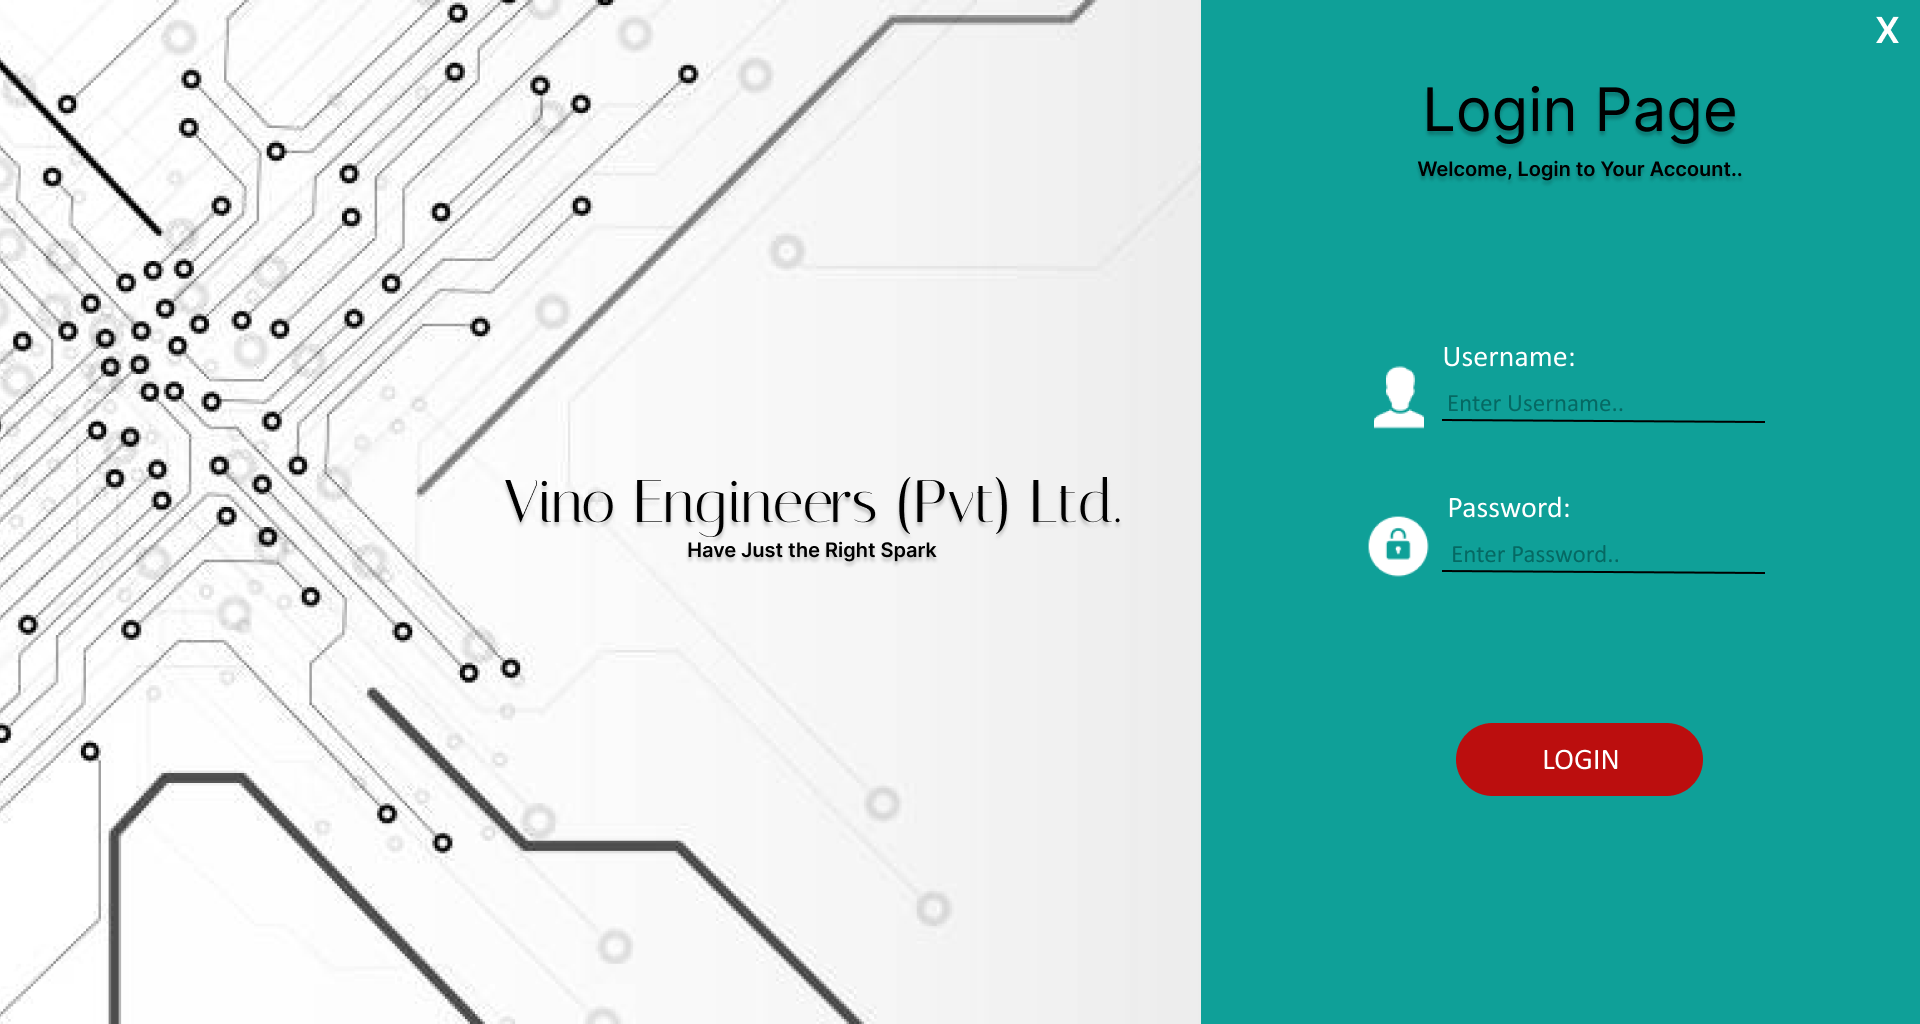 X
Login Page
Welcome, Login to Your Account..
Username:
Enter Username..
Vino Engineers (Pvt) Ltd.
Have Just the Right Spark
Password:
Enter Password..
LOGIN